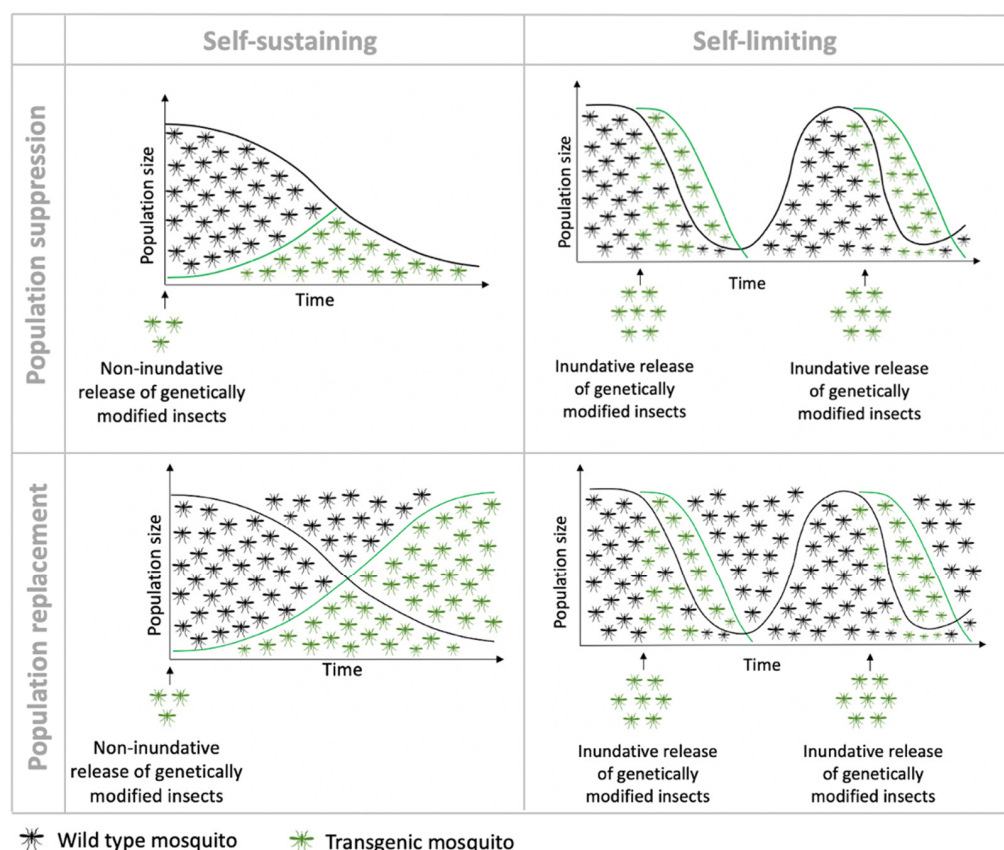 Self-sustaining
Self-limiting
Population suppression
Population size
Time
Non-inundative
release of genetically
modified insects
Population size
Time
Inundative release
of genetically
modified insects
Inundative release
of genetically
modified insects
Population replacement
Population size
Time
Non-inundative
release of genetically
modified insects
Population size
Time
Inundative release
of genetically
modified insects
Inundative release
of genetically
modified insects
Wild type mosquito
Transgenic mosquito